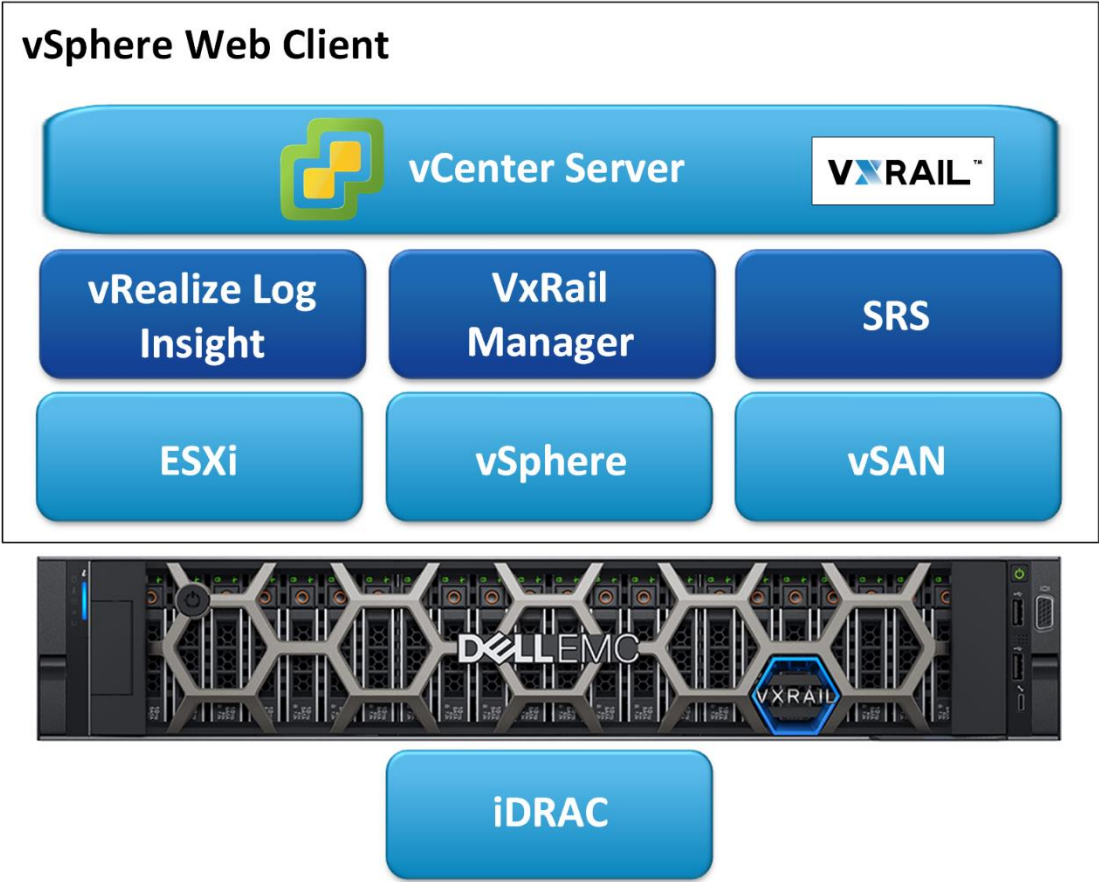 vSphere Web Client
vCenter Server
VXRAIL™
vRealize Log
Insight
VxRail
Manager
SRS
ESXi
vSphere
vSAN
DELLEMC
VXRAIL
iDRAC